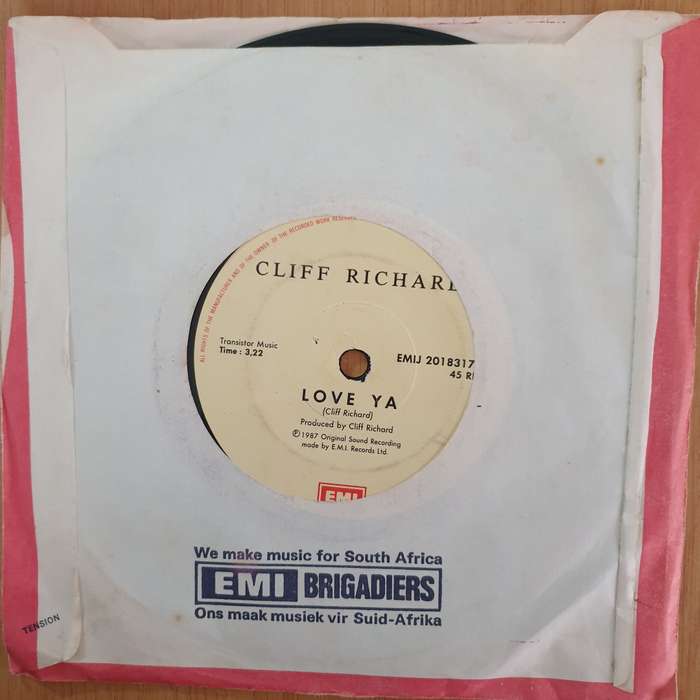 ALL RIGHTS OF THE MANUFACTURER AND OF THE OWNER OF THE RECORDED WORK RESERVED
CLIFF RICHARD
Transistor Music
Time : 3,22
EMIJ 2018317
45 R
LOVE YA
(Cliff Richard)
Produced by Cliff Richard
℗ 1987 Original Sound Recording
made by E.M.I. Records Ltd.
EMI
We make music for South Africa
EMI BRIGADIERS
Ons maak musiek vir Suid-Afrika
TENSION